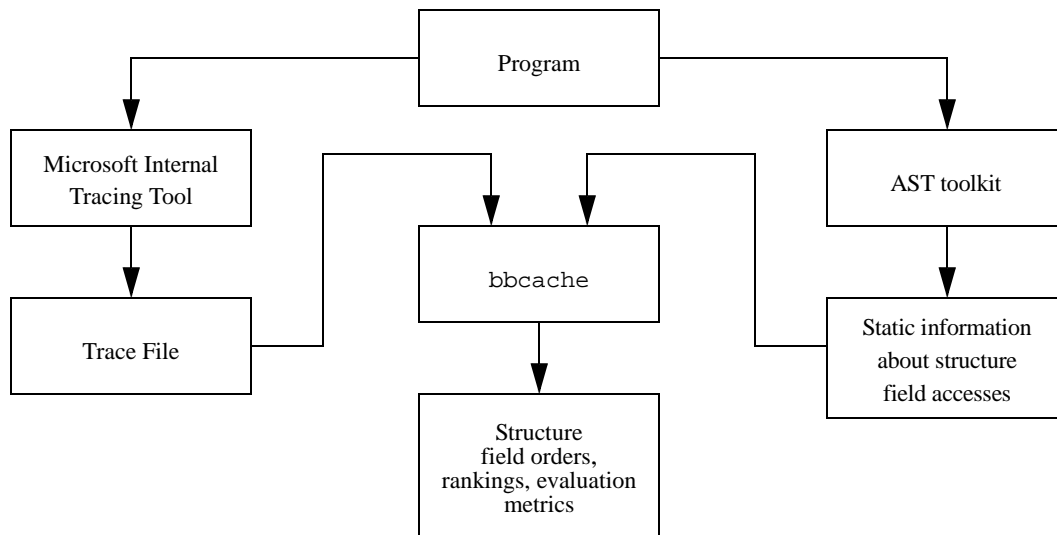 Program
Microsoft Internal
Tracing Tool
AST toolkit
bbcache
Trace File
Static information
about structure
field accesses
Structure
field orders,
rankings, evaluation
metrics